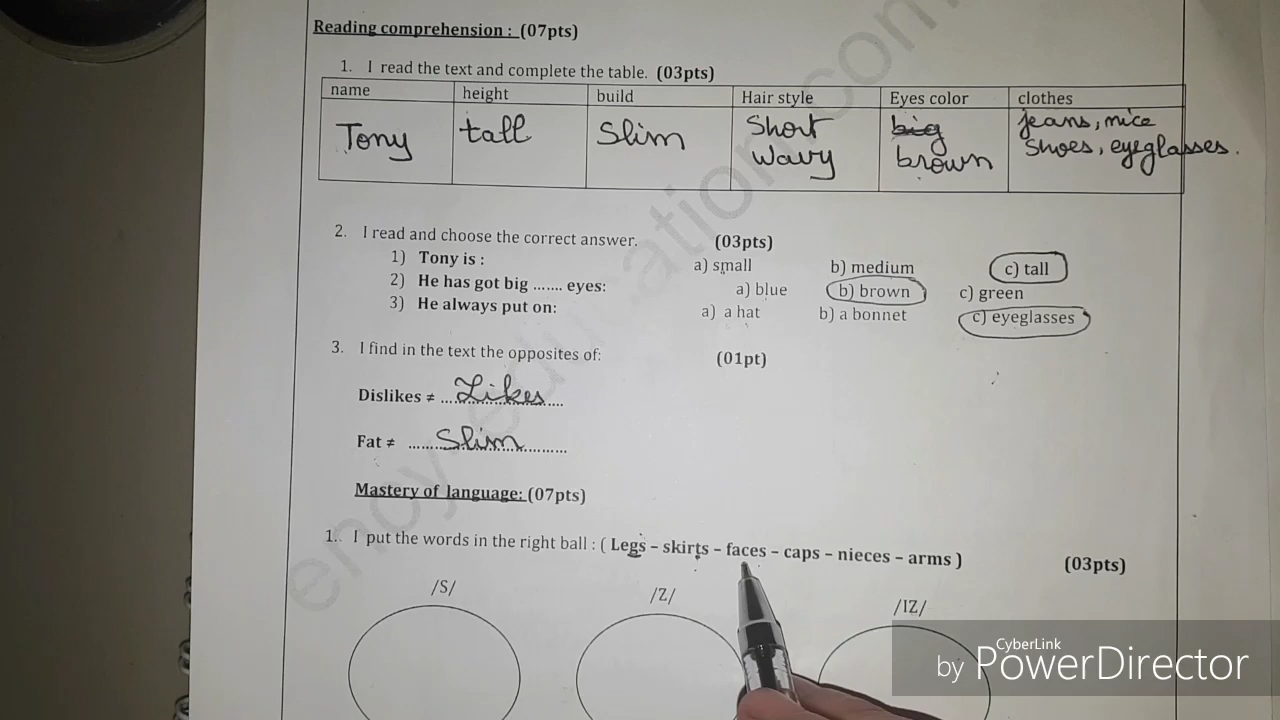 Reading comprehension : (07pts)
1. I read the text and complete the table. (03pts)
name height build Hair style Eyes color clothes
Tony tall Slim Short Wavy big brown jeans, nice shoes, eyeglasses.
2. I read and choose the correct answer. (03pts)
1) Tony is : a) small b) medium c) tall
2) He has got big ....... eyes: a) blue b) brown c) green
3) He always put on: a) a hat b) a bonnet c) eyeglasses
3. I find in the text the opposites of: (01pt)
Dislikes ≠ ... Likes ....
Fat ≠ ...... Slim ........
Mastery of language: (07pts)
1. I put the words in the right ball : ( Legs – skirts – faces – caps – nieces – arms ) (03pts)
/S/ /Z/ /IZ/
ency-education.com
CyberLink
by PowerDirector